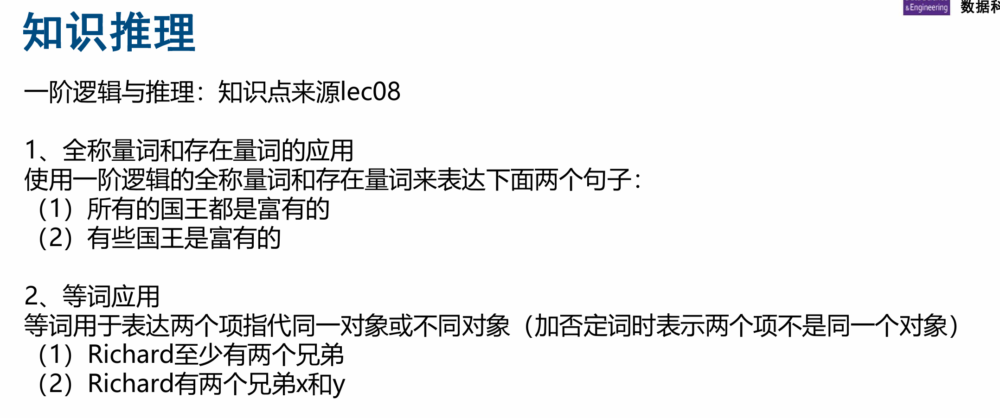 &Engineering
数据科
知识推理
一阶逻辑与推理：知识点来源lec08
1、全称量词和存在量词的应用
使用一阶逻辑的全称量词和存在量词来表达下面两个句子：
（1）所有的国王都是富有的
（2）有些国王是富有的
2、等词应用
等词用于表达两个项指代同一对象或不同对象（加否定词时表示两个项不是同一个对象）
（1）Richard至少有两个兄弟
（2）Richard有两个兄弟x和y